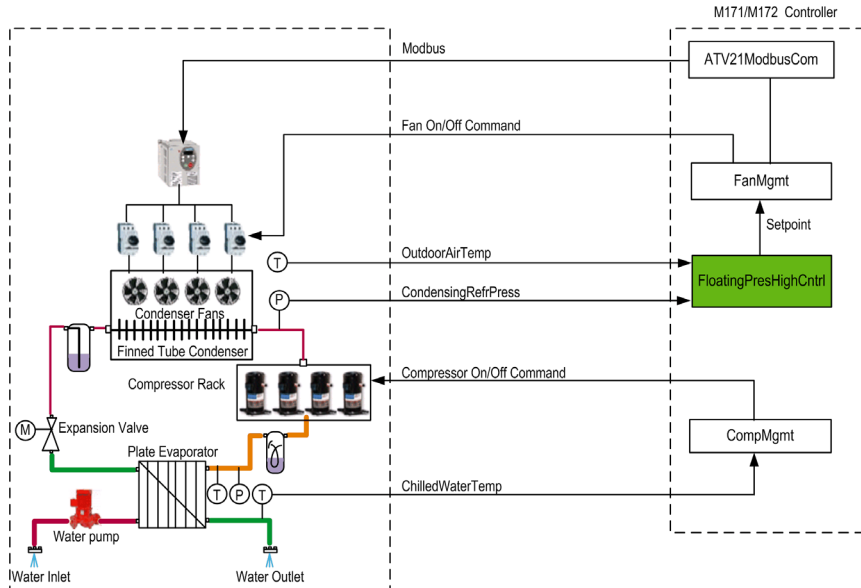 M171/M172 Controller
Modbus
ATV21ModbusCom
Fan On/Off Command
FanMgmt
Setpoint
T
OutdoorAirTemp
FloatingPresHighCntrl
P
CondensingRefrPress
Condenser Fans
Finned Tube Condenser
Compressor Rack
Compressor On/Off Command
M
Expansion Valve
CompMgmt
Plate Evaporator
T
P
T
ChilledWaterTemp
Water pump
Water Inlet
Water Outlet